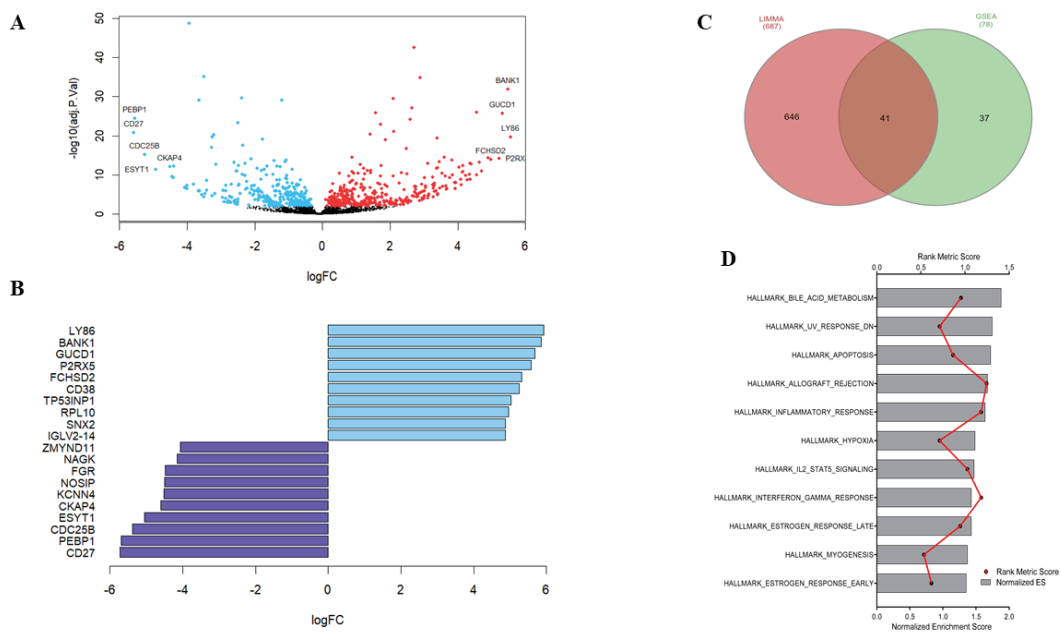 A
50
40
30
20
10
0
-log10(adj.P.Val)
BANK1
GUCD1
LY86
FCHSD2
P2RX
PEBP1
CD27
CDC25B
CKAP4
ESYT1
-6 -4 -2 0 2 4 6
logFC
B
LY86
BANK1
GUCD1
P2RX5
FCHSD2
CD38
TP53INP1
RPL10
SNX2
IGLV2-14
ZMYND11
NAGK
FGR
NOSIP
KCNN4
CKAP4
ESYT1
CDC25B
PEBP1
CD27
-6 -4 -2 0 2 4 6
logFC
C
LIMMA
(687)
GSEA
(78)
646 41 37
D
Rank Metric Score
0.0 0.5 1.0 1.5
HALLMARK_BILE_ACID_METABOLISM
HALLMARK_UV_RESPONSE_DN
HALLMARK_APOPTOSIS
HALLMARK_ALLOGRAFT_REJECTION
HALLMARK_INFLAMMATORY_RESPONSE
HALLMARK_HYPOXIA
HALLMARK_IL2_STAT5_SIGNALING
HALLMARK_INTERFERON_GAMMA_RESPONSE
HALLMARK_ESTROGEN_RESPONSE_LATE
HALLMARK_MYOGENESIS
HALLMARK_ESTROGEN_RESPONSE_EARLY
Rank Metric Score
Normalized ES
0.0 0.5 1.0 1.5 2.0
Normalized Enrichment Score